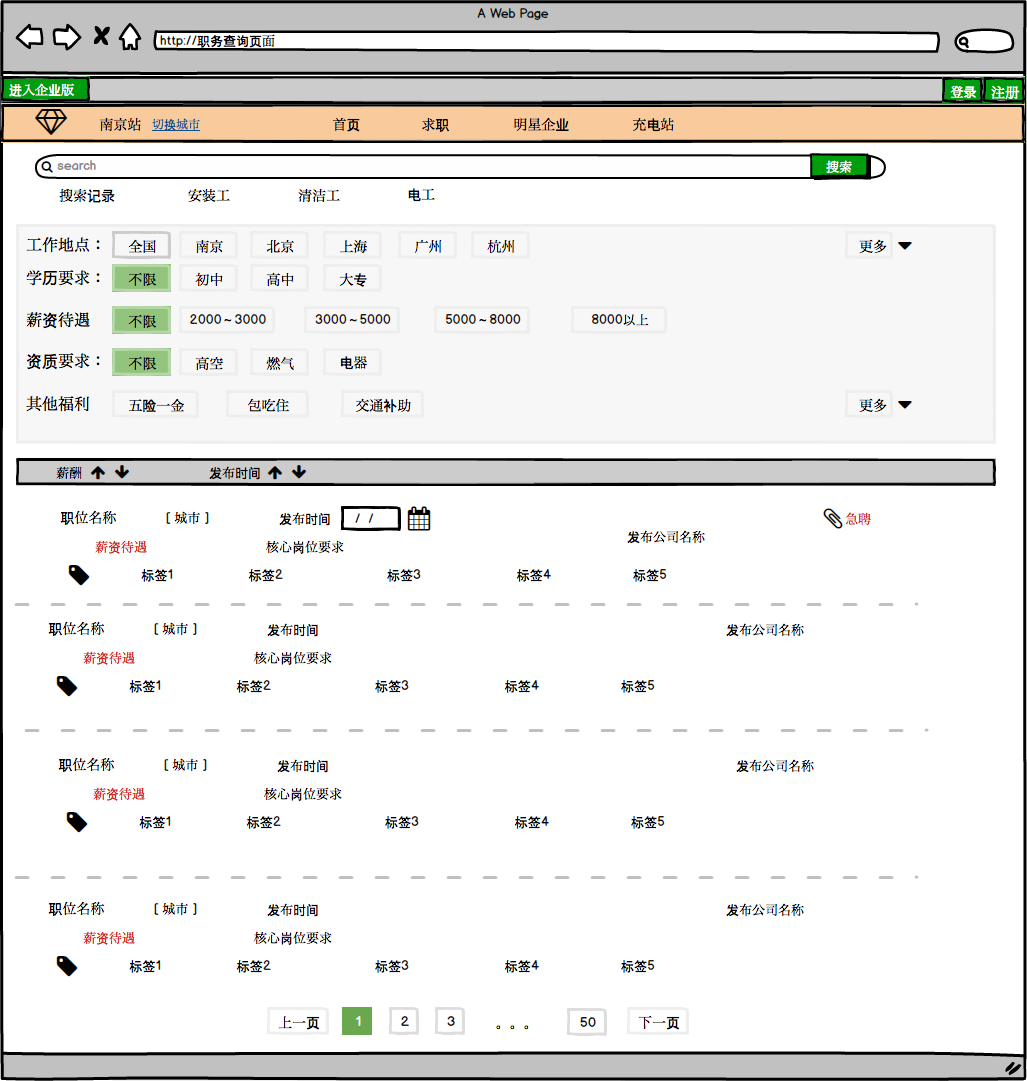 A Web Page
http://职务查询页面
进入企业版 登录 注册
南京站 切换城市 首页 求职 明星企业 充电站
search 搜索
搜索记录 安装工 清洁工 电工
工作地点： 全国 南京 北京 上海 广州 杭州 更多
学历要求： 不限 初中 高中 大专
薪资待遇 不限 2000~3000 3000~5000 5000~8000 8000以上
资质要求： 不限 高空 燃气 电器
其他福利 五险一金 包吃住 交通补助 更多
薪酬 发布时间
职位名称 [ 城市 ] 发布时间 / / 急聘
发布公司名称
薪资待遇 核心岗位要求
标签1 标签2 标签3 标签4 标签5
职位名称 [ 城市 ] 发布时间 发布公司名称
薪资待遇 核心岗位要求
标签1 标签2 标签3 标签4 标签5
职位名称 [ 城市 ] 发布时间 发布公司名称
薪资待遇 核心岗位要求
标签1 标签2 标签3 标签4 标签5
职位名称 [ 城市 ] 发布时间 发布公司名称
薪资待遇 核心岗位要求
标签1 标签2 标签3 标签4 标签5
上一页 1 2 3 。。。 50 下一页